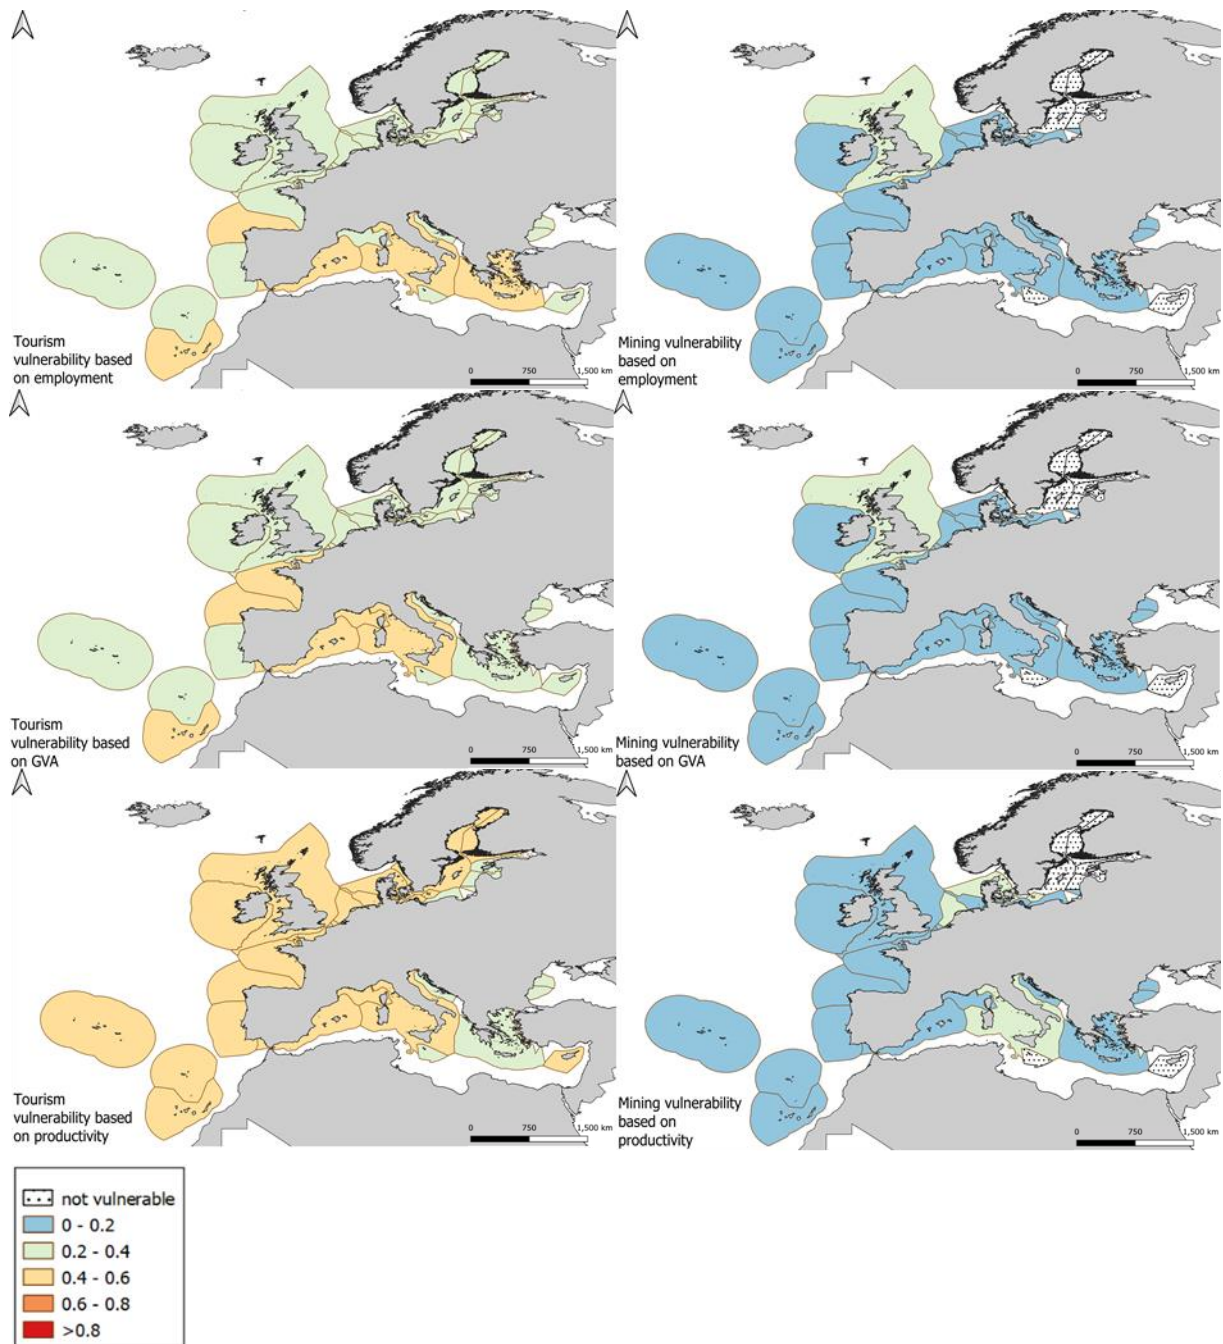 Tourism
vulnerability based
on employment
0 750 1,500 km
Mining vulnerability
based on
employment
0 750 1,500 km
Tourism
vulnerability based
on GVA
0 750 1,500 km
Mining vulnerability
based on GVA
0 750 1,500 km
Tourism
vulnerability based
on productivity
0 750 1,500 km
Mining vulnerability
based on
productivity
0 750 1,500 km
not vulnerable
0 - 0.2
0.2 - 0.4
0.4 - 0.6
0.6 - 0.8
>0.8